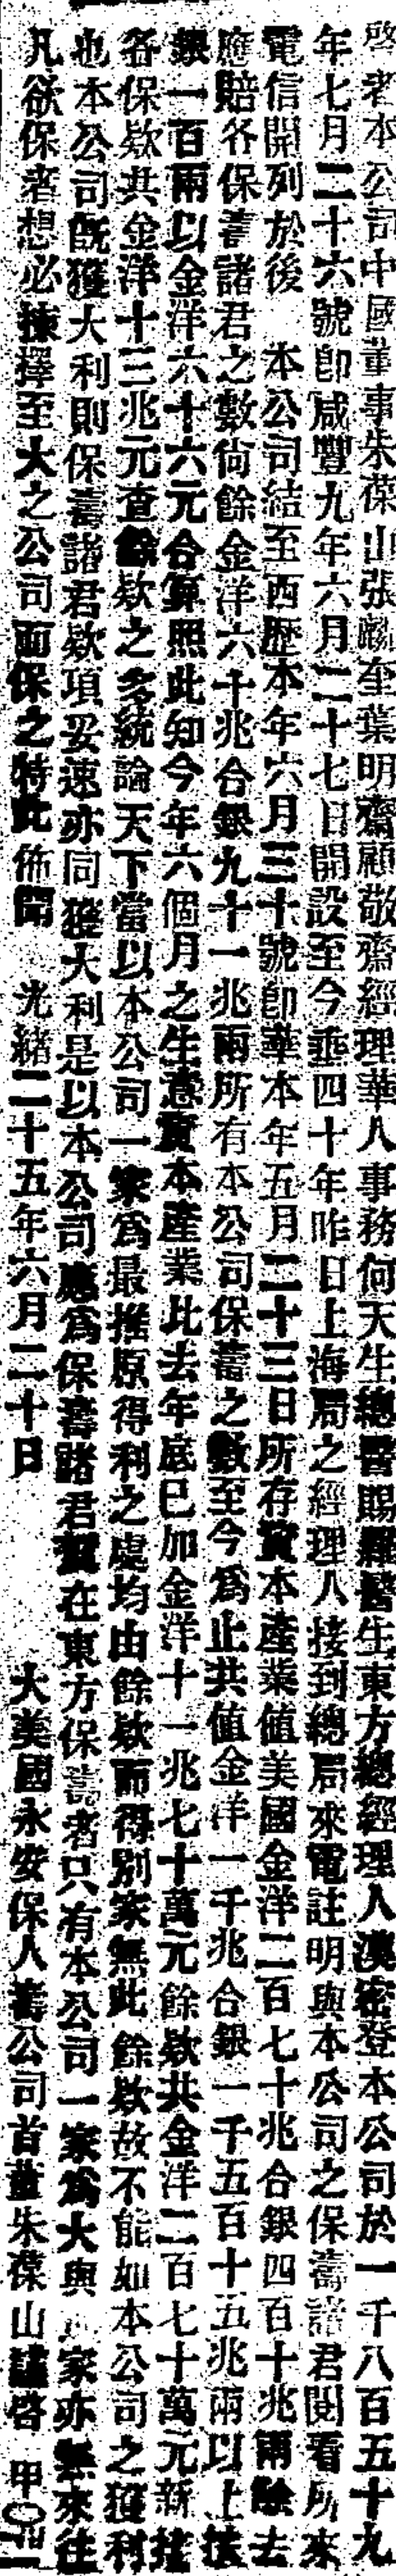 啓者本公司中國董事朱葆山張麟奎葉明齋顧敬齋經理華人事務何天生總醫賜羅醫生東方總經理人漢密登本公司於一千八百五十九
年七月二十六號卽咸豐九年六月二十七日開設至今垂四十年昨日上海局之經理人接到總局來電註明與本公司之保壽諸君閱看所來
電信開列於後　本公司結至西歷本年六月三十號卽華本年五月二十三日所存資本產業値美國金洋二百七十兆合銀四百十兆兩除去
應賠各保壽諸君之數尙餘金洋六十兆合銀九十一兆兩所有本公司保壽之數至今爲止共値金洋一千兆合銀一千五百十五兆兩以上
銀一百兩以金洋六十六元合算照此知今年六個月之生意資本產業比去年底已加金洋十一兆七十萬元餘欵共金洋二百七十萬元新
各保欵共金洋十三兆元查餘欵之多統論天下當以本公司一家爲最推原得利之處均由餘欵而得別家無此餘欵故不能如本公司之獲利
也本公司旣獲大利則保壽諸君欵項妥速亦同獲大利是以本公司應爲保壽諸君賀在東方保壽者只有本公司一家爲大與家亦無來往
凡欲保者想必揀擇至大之公司而保之特此佈聞　光緒二十五年六月二十日　　大美國永安保人壽公司首董朱葆山謹啓　甲